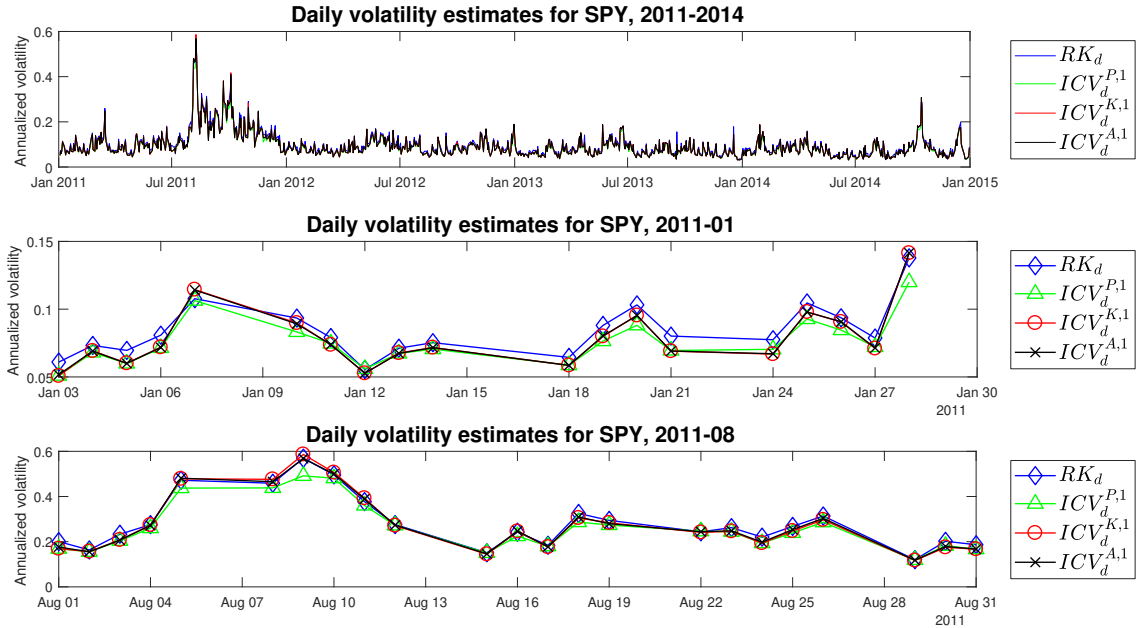 Daily volatility estimates for SPY, 2011-2014
Annualized volatility
0.6
0.4
0.2
0
Jan 2011 Jul 2011 Jan 2012 Jul 2012 Jan 2013 Jul 2013 Jan 2014 Jul 2014 Jan 2015
RK_d
ICV_d^{P,1}
ICV_d^{K,1}
ICV_d^{A,1}
Daily volatility estimates for SPY, 2011-01
Annualized volatility
0.15
0.1
0.05
Jan 03 Jan 06 Jan 09 Jan 12 Jan 15 Jan 18 Jan 21 Jan 24 Jan 27 Jan 30
2011
RK_d
ICV_d^{P,1}
ICV_d^{K,1}
ICV_d^{A,1}
Daily volatility estimates for SPY, 2011-08
Annualized volatility
0.6
0.4
0.2
0
Aug 01 Aug 04 Aug 07 Aug 10 Aug 13 Aug 16 Aug 19 Aug 22 Aug 25 Aug 28 Aug 31
2011
RK_d
ICV_d^{P,1}
ICV_d^{K,1}
ICV_d^{A,1}